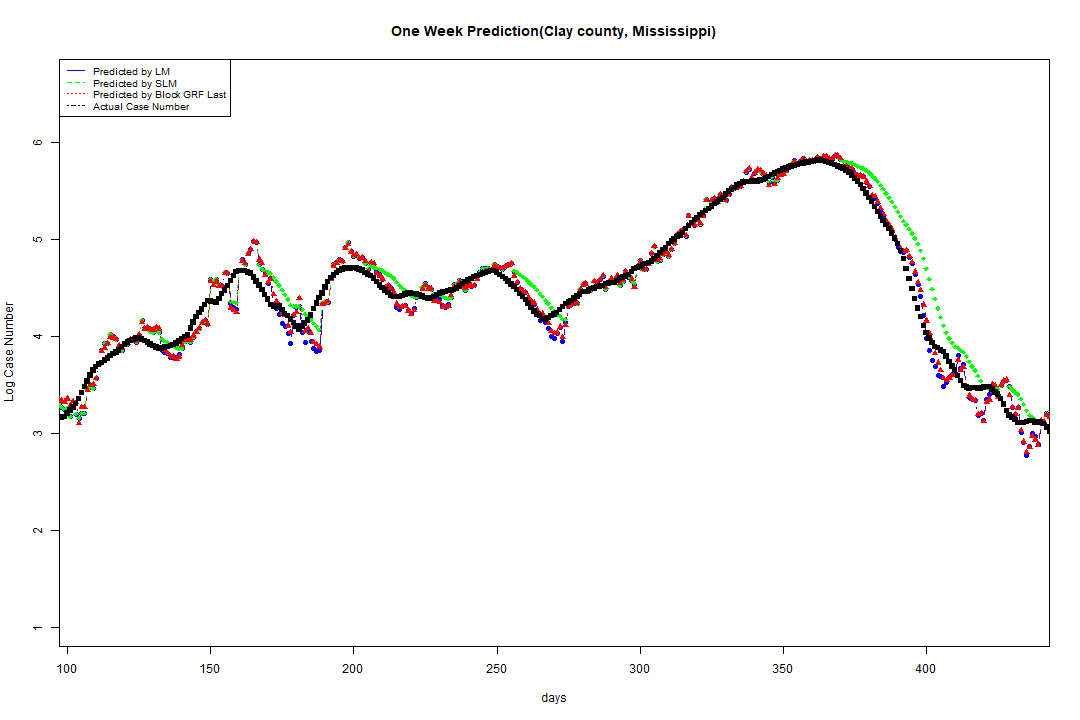 One Week Prediction(Clay county, Mississippi)
Predicted by LM
Predicted by SLM
Predicted by Block GRF Last
Actual Case Number
Log Case Number
6
5
4
3
2
1
100 150 200 250 300 350 400
days